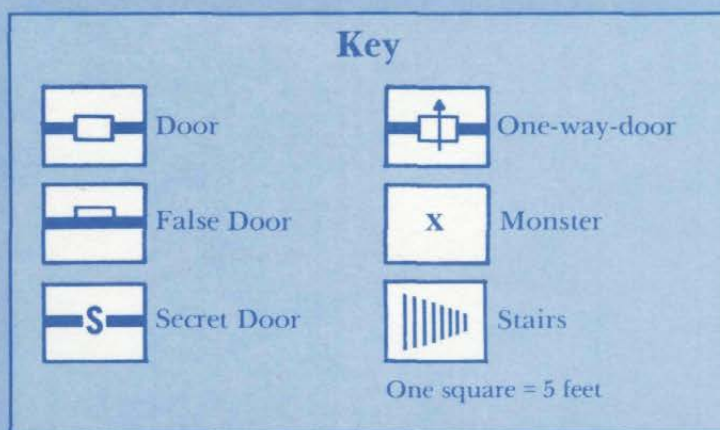 Key
Door
One-way-door
False Door
x
Monster
S
Secret Door
Stairs
One square = 5 feet